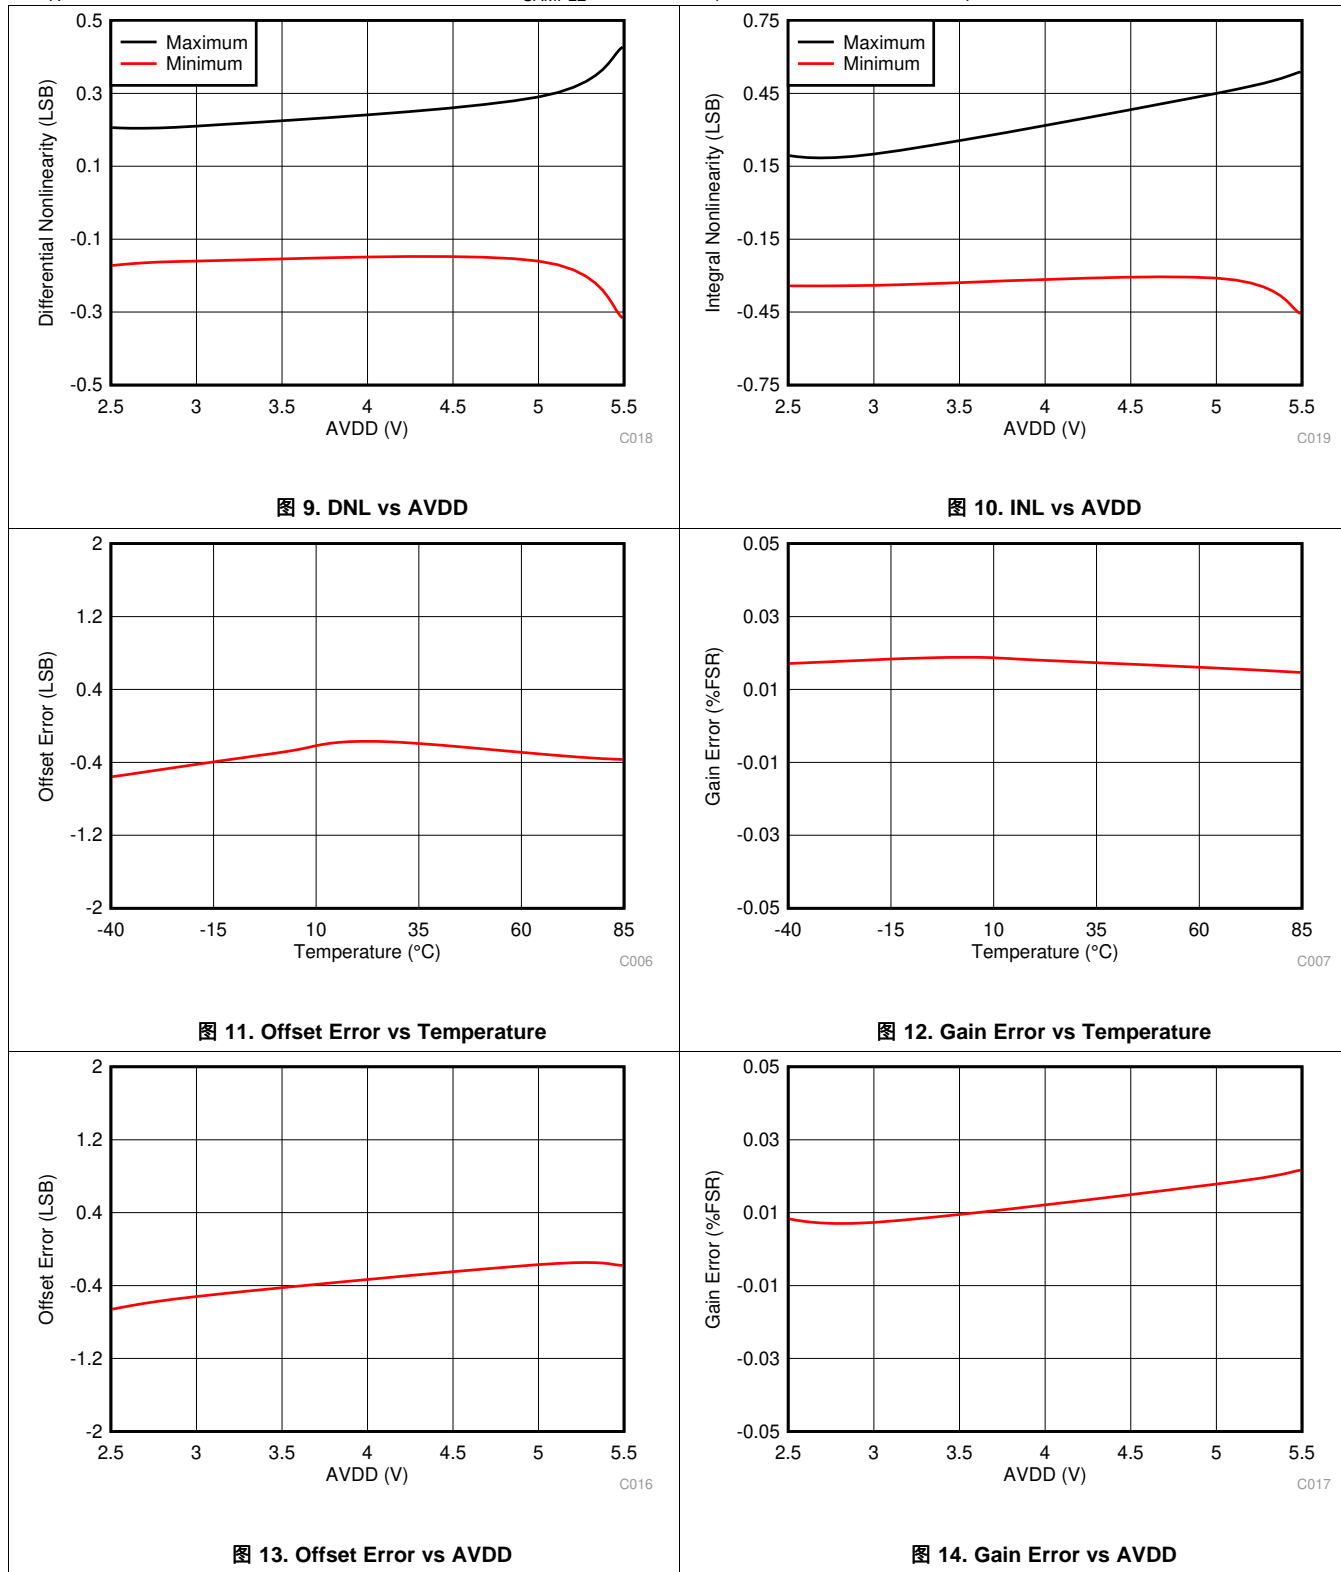 0.5
0.3
0.1
0.1
-0.1
-0.3
-0.5
Differential Nonlinearity (LSB)
Maximum
Minimum
2.5 3 3.5 4 4.5 5 5.5
AVDD (V)
C018
图 9. DNL vs AVDD
0.75
0.45
0.15
-0.15
-0.45
-0.75
Integral Nonlinearity (LSB)
Maximum
Minimum
2.5 3 3.5 4 4.5 5 5.5
AVDD (V)
C019
图 10. INL vs AVDD
2
1.2
0.4
-0.4
-1.2
-2
Offset Error (LSB)
-40 -15 10 35 60 85
Temperature (°C)
C006
图 11. Offset Error vs Temperature
0.05
0.03
0.01
-0.01
-0.03
-0.05
Gain Error (%FSR)
-40 -15 10 35 60 85
Temperature (°C)
C007
图 12. Gain Error vs Temperature
2
1.2
0.4
-0.4
-1.2
-2
Offset Error (LSB)
2.5 3 3.5 4 4.5 5 5.5
AVDD (V)
C016
图 13. Offset Error vs AVDD
0.05
0.03
0.01
-0.01
-0.03
-0.05
Gain Error (%FSR)
2.5 3 3.5 4 4.5 5 5.5
AVDD (V)
C017
图 14. Gain Error vs AVDD